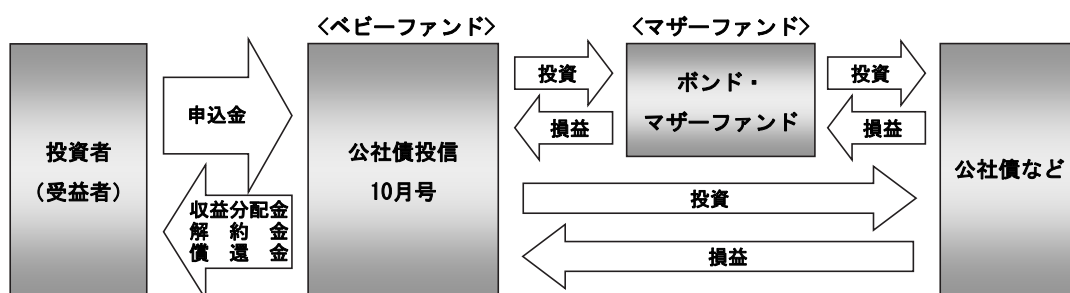 〈ベビーファンド〉
〈マザーファンド〉
投資者
（受益者）
申込金
収益分配金
解約金
償還金
公社債投信
10月号
投資
損益
ボンド・
マザーファンド
投資
損益
投資
損益
公社債など